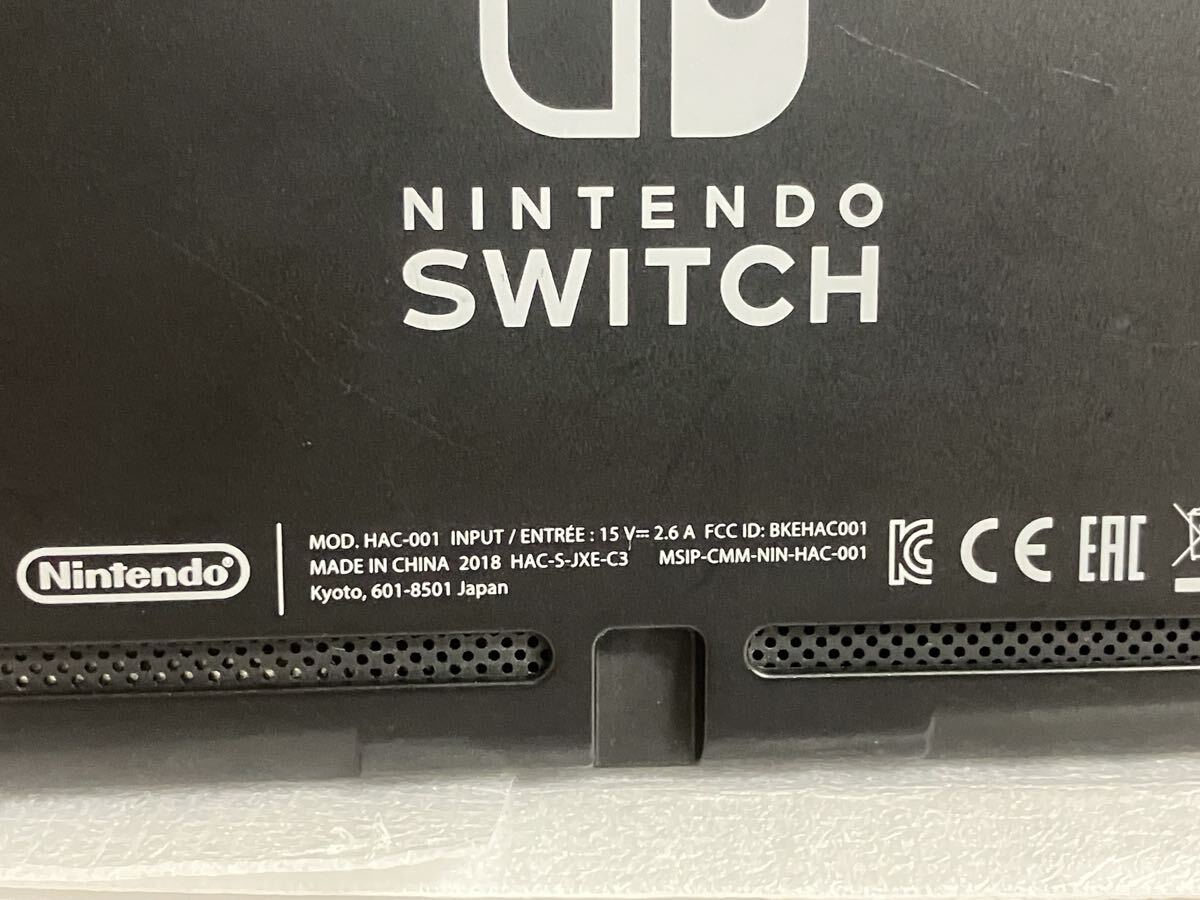 NINTENDO
SWITCH
Nintendo®
MOD. HAC-001 INPUT / ENTRÉE : 15 V⎓ 2.6 A FCC ID: BKEHAC001
MADE IN CHINA 2018 HAC-S-JXE-C3 MSIP-CMM-NIN-HAC-001
Kyoto, 601-8501 Japan
CE
EAC